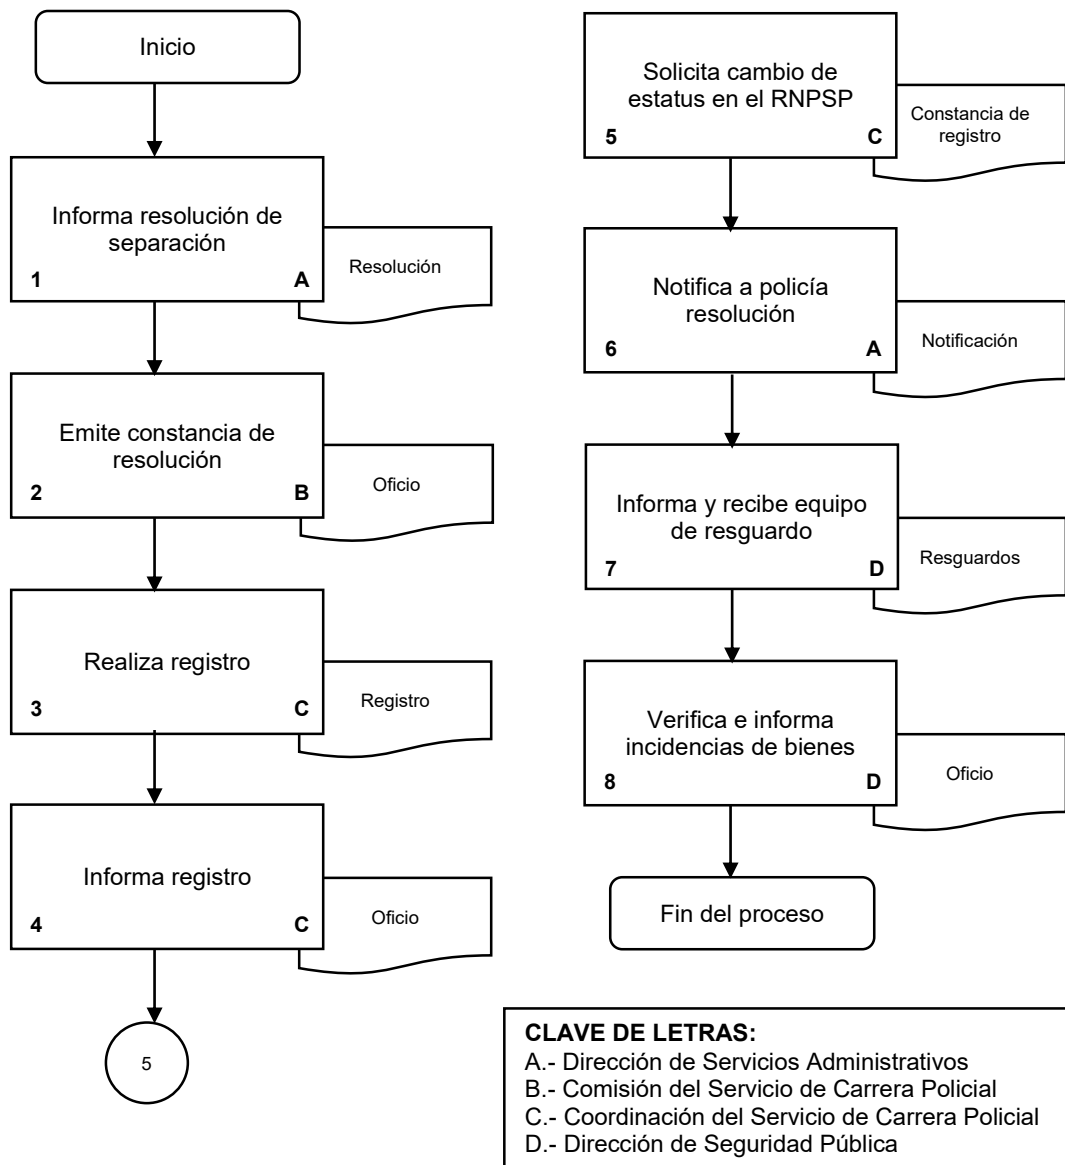 Inicio
Informa resolución de
separación
1
A
Resolución
Emite constancia de
resolución
2
B
Oficio
Realiza registro
3
C
Registro
Informa registro
4
C
Oficio
5
Solicita cambio de
estatus en el RNPSP
5
C
Constancia de
registro
Notifica a policía
resolución
6
A
Notificación
Informa y recibe equipo
de resguardo
7
D
Resguardos
Verifica e informa
incidencias de bienes
8
D
Oficio
Fin del proceso
CLAVE DE LETRAS:
A.- Dirección de Servicios Administrativos
B.- Comisión del Servicio de Carrera Policial
C.- Coordinación del Servicio de Carrera Policial
D.- Dirección de Seguridad Pública